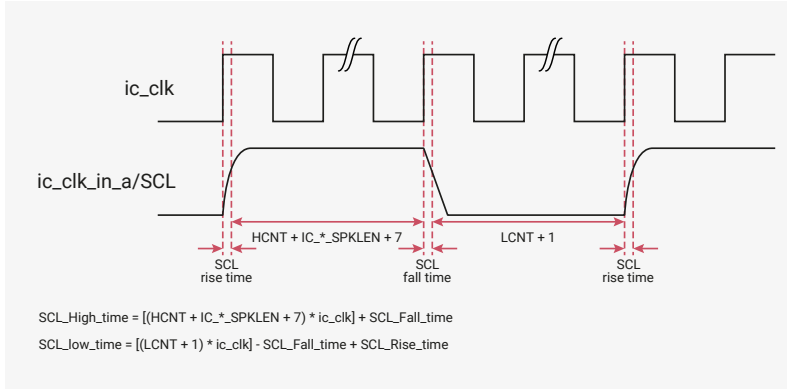 ic_clk
ic_clk_in_a/SCL
HCNT + IC_*_SPKLEN + 7
LCNT + 1
SCL
rise time
SCL
fall time
SCL
rise time
SCL_High_time = [(HCNT + IC_*_SPKLEN + 7) * ic_clk] + SCL_Fall_time
SCL_low_time = [(LCNT + 1) * ic_clk] - SCL_Fall_time + SCL_Rise_time